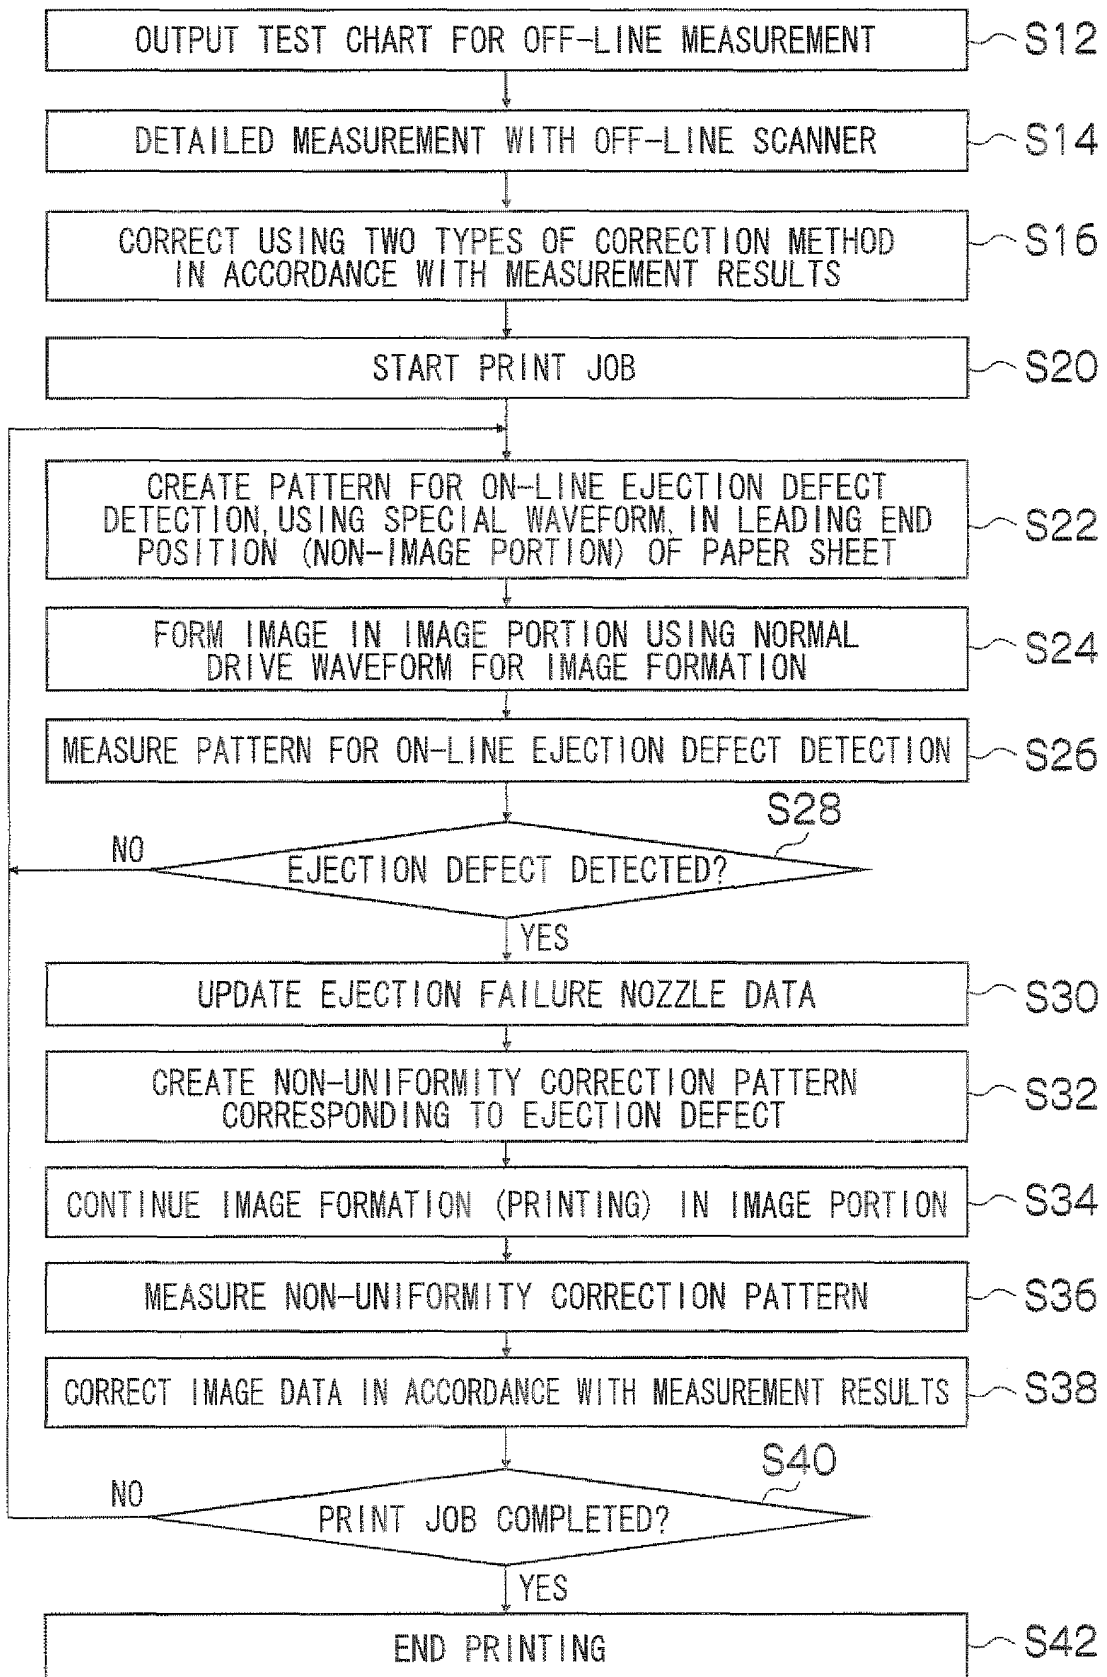 OUTPUT TEST CHART FOR OFF-LINE MEASUREMENT
S12
DETAILED MEASUREMENT WITH OFF-LINE SCANNER
S14
CORRECT USING TWO TYPES OF CORRECTION METHOD
IN ACCORDANCE WITH MEASUREMENT RESULTS
S16
START PRINT JOB
S20
CREATE PATTERN FOR ON-LINE EJECTION DEFECT
DETECTION, USING SPECIAL WAVEFORM, IN LEADING END
POSITION (NON-IMAGE PORTION) OF PAPER SHEET
S22
FORM IMAGE IN IMAGE PORTION USING NORMAL
DRIVE WAVEFORM FOR IMAGE FORMATION
S24
MEASURE PATTERN FOR ON-LINE EJECTION DEFECT DETECTION
S26
S28
NO
EJECTION DEFECT DETECTED?
YES
UPDATE EJECTION FAILURE NOZZLE DATA
S30
CREATE NON-UNIFORMITY CORRECTION PATTERN
CORRESPONDING TO EJECTION DEFECT
S32
CONTINUE IMAGE FORMATION (PRINTING) IN IMAGE PORTION
S34
MEASURE NON-UNIFORMITY CORRECTION PATTERN
S36
CORRECT IMAGE DATA IN ACCORDANCE WITH MEASUREMENT RESULTS
S38
S40
NO
PRINT JOB COMPLETED?
YES
END PRINTING
S42